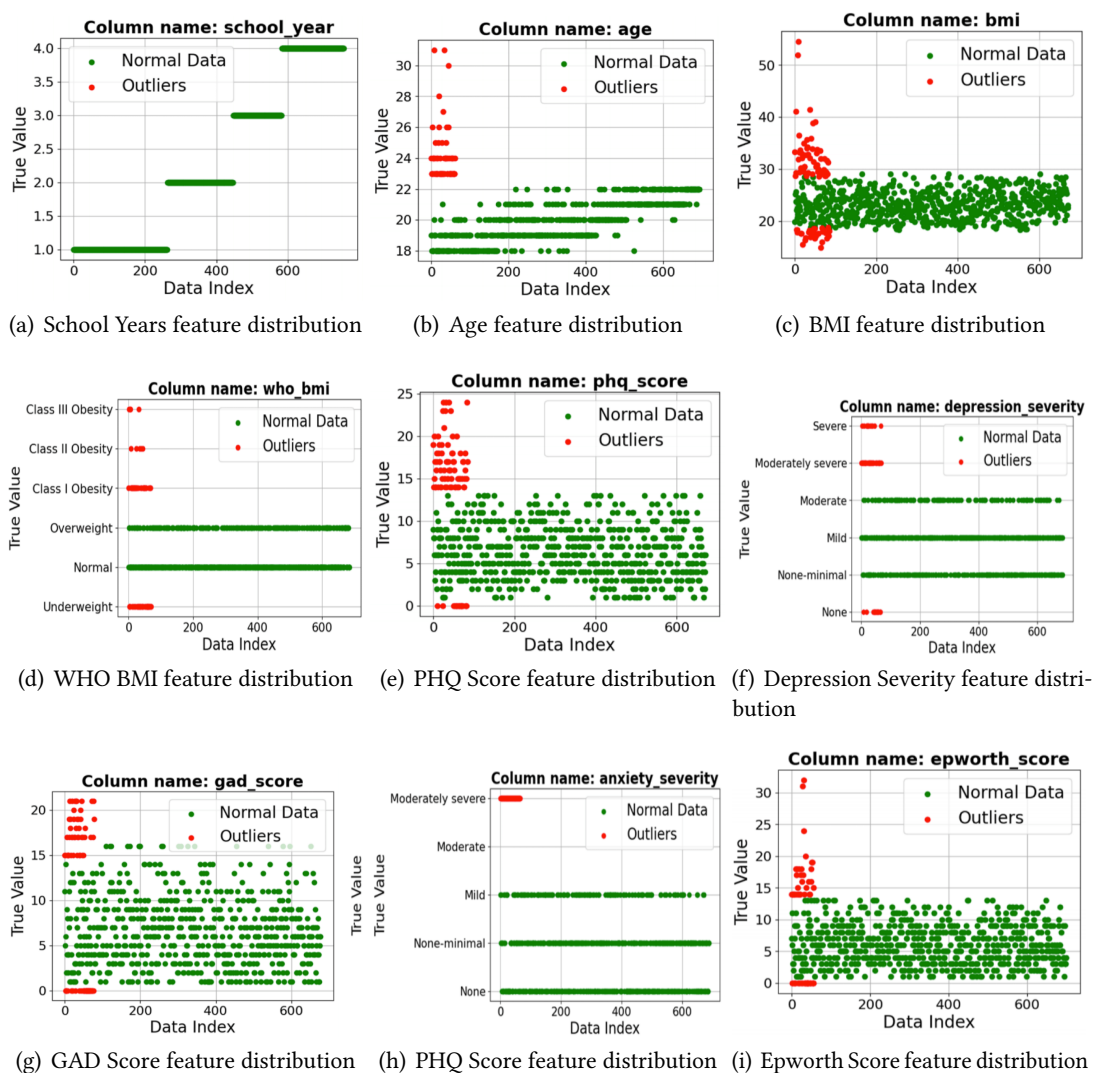 Column name: school_year
True Value
4.0
3.5
3.0
2.5
2.0
1.5
1.0
Normal Data
Outliers
0 200 400 600
Data Index
(a) School Years feature distribution
Column name: age
True Value
30
28
26
24
22
20
18
Normal Data
Outliers
0 200 400 600
Data Index
(b) Age feature distribution
Column name: bmi
True Value
50
40
30
20
Normal Data
Outliers
0 200 400 600
Data Index
(c) BMI feature distribution
Column name: who_bmi
True Value
Class III Obesity
Class II Obesity
Class I Obesity
Overweight
Normal
Underweight
Normal Data
Outliers
0 200 400 600
Data Index
(d) WHO BMI feature distribution
Column name: phq_score
True Value
25
20
15
10
5
0
Normal Data
Outliers
0 200 400 600
Data Index
(e) PHQ Score feature distribution
Column name: depression_severity
True Value
Severe
Moderately severe
Moderate
Mild
None-minimal
None
Normal Data
Outliers
0 200 400 600
Data Index
(f) Depression Severity feature distri-
bution
Column name: gad_score
True Value
20
15
10
5
0
Normal Data
Outliers
0 200 400 600
Data Index
(g) GAD Score feature distribution
Column name: anxiety_severity
True Value
True Value
Moderately severe
Moderate
Mild
None-minimal
None
Normal Data
Outliers
0 200 400 600
Data Index
(h) PHQ Score feature distribution
Column name: epworth_score
True Value
30
25
20
15
10
5
0
Normal Data
Outliers
0 200 400 600
Data Index
(i) Epworth Score feature distribution